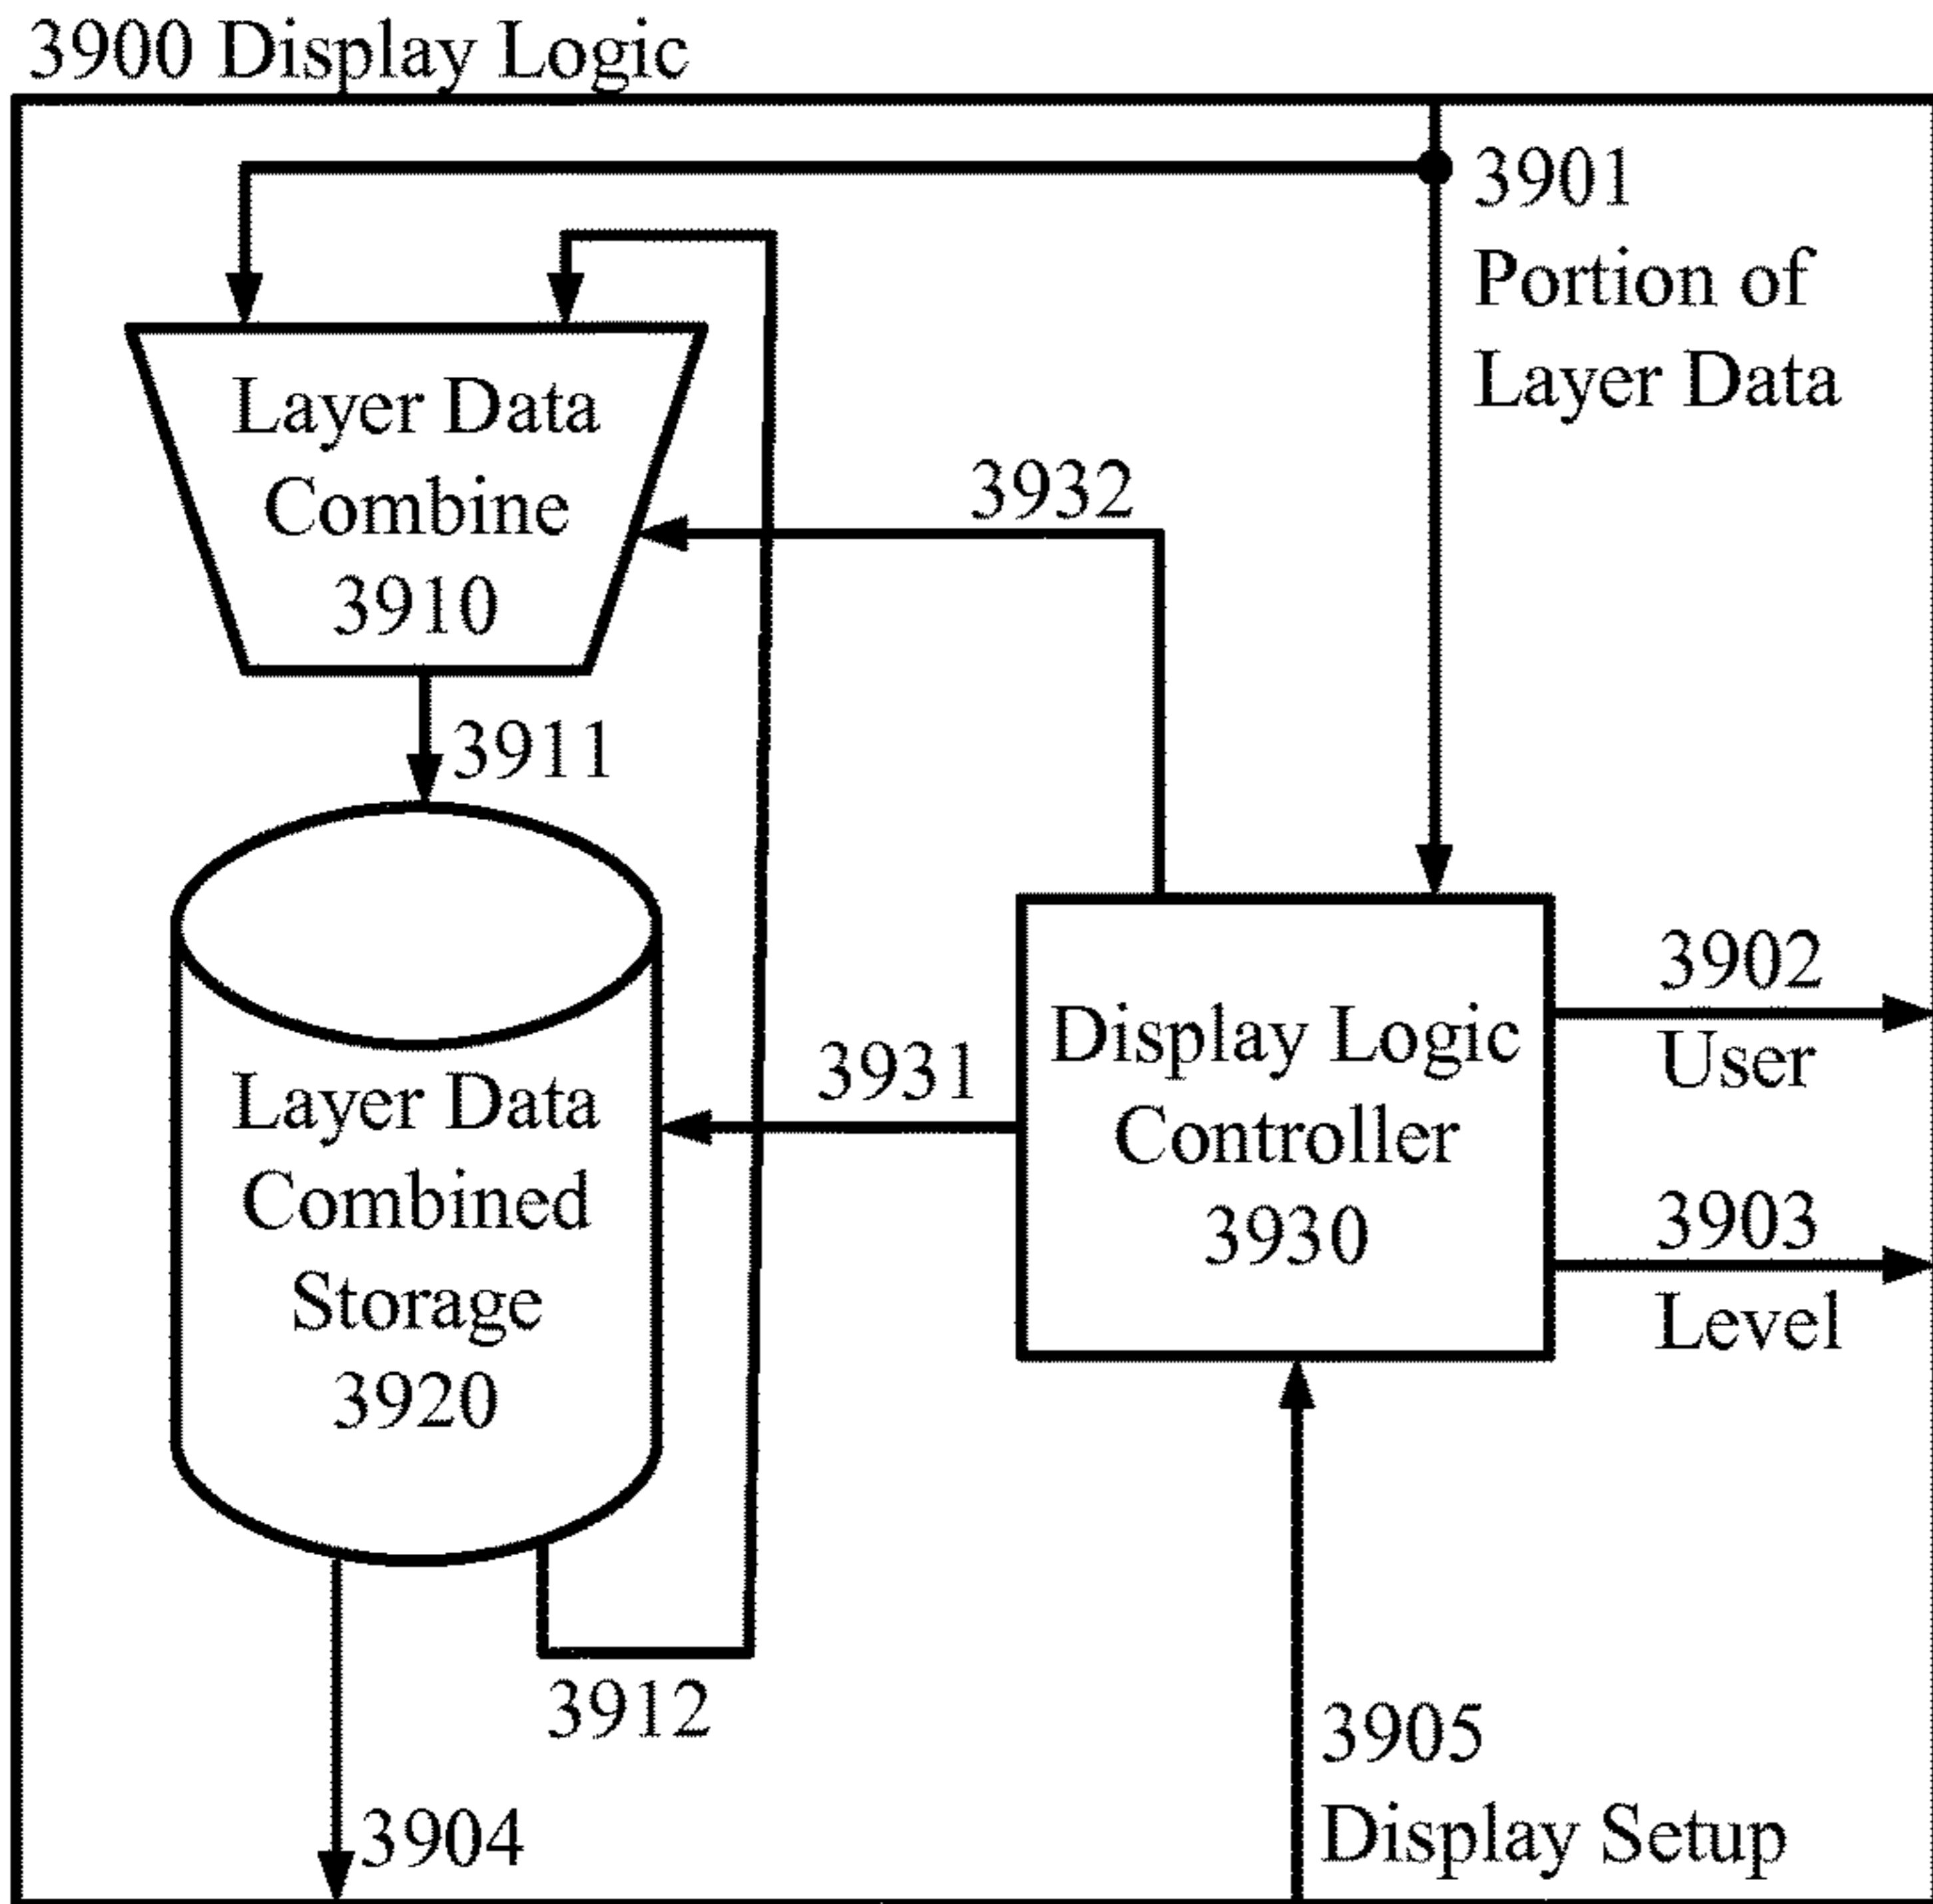 3900 Display Logic
3901
Portion of
Layer Data
Layer Data
Combine
3910
3932
3911
3902
User
Display Logic
Controller
3930
3931
Layer Data
Combined
Storage
3920
3903
Level
3912
3905
Display Setup
3904